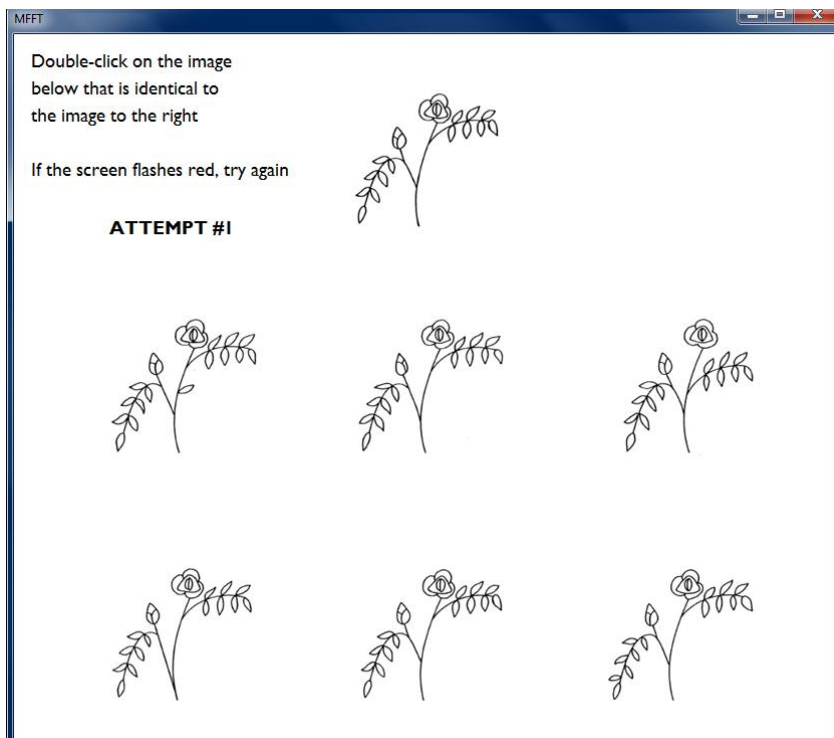 MFFT
Double-click on the image
below that is identical to
the image to the right
If the screen flashes red, try again
ATTEMPT #1